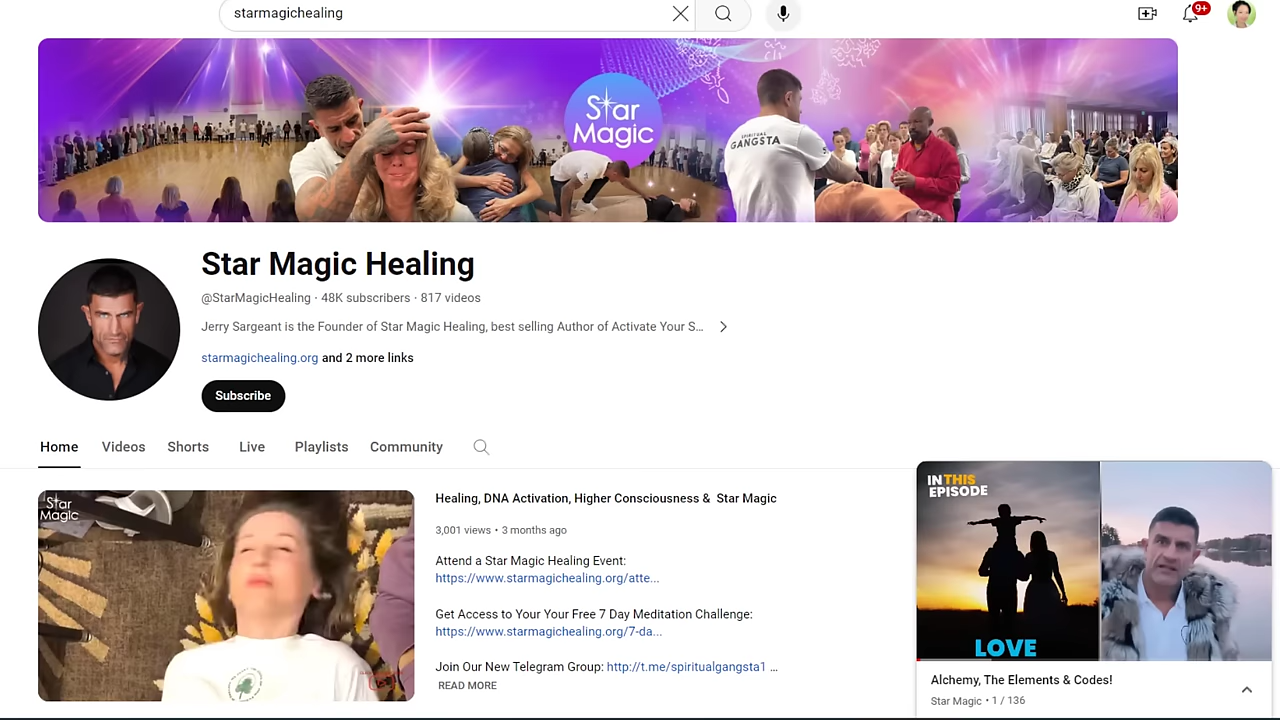 starmagichealing
9+
Star
Magic
SPIRITUAL
GANGSTA
Star Magic Healing
@StarMagicHealing · 48K subscribers · 817 videos
Jerry Sargeant is the Founder of Star Magic Healing, best selling Author of Activate Your S...
starmagichealing.org and 2 more links
Subscribe
Home Videos Shorts Live Playlists Community
Star
Magic
Healing, DNA Activation, Higher Consciousness & Star Magic
3,001 views • 3 months ago
Attend a Star Magic Healing Event:
https://www.starmagichealing.org/atte...
Get Access to Your Your Free 7 Day Meditation Challenge:
https://www.starmagichealing.org/7-da...
Join Our New Telegram Group: http://t.me/spiritualgangsta1 ...
READ MORE
IN THIS
EPISODE
LOVE
Alchemy, The Elements & Codes!
Star Magic • 1 / 136